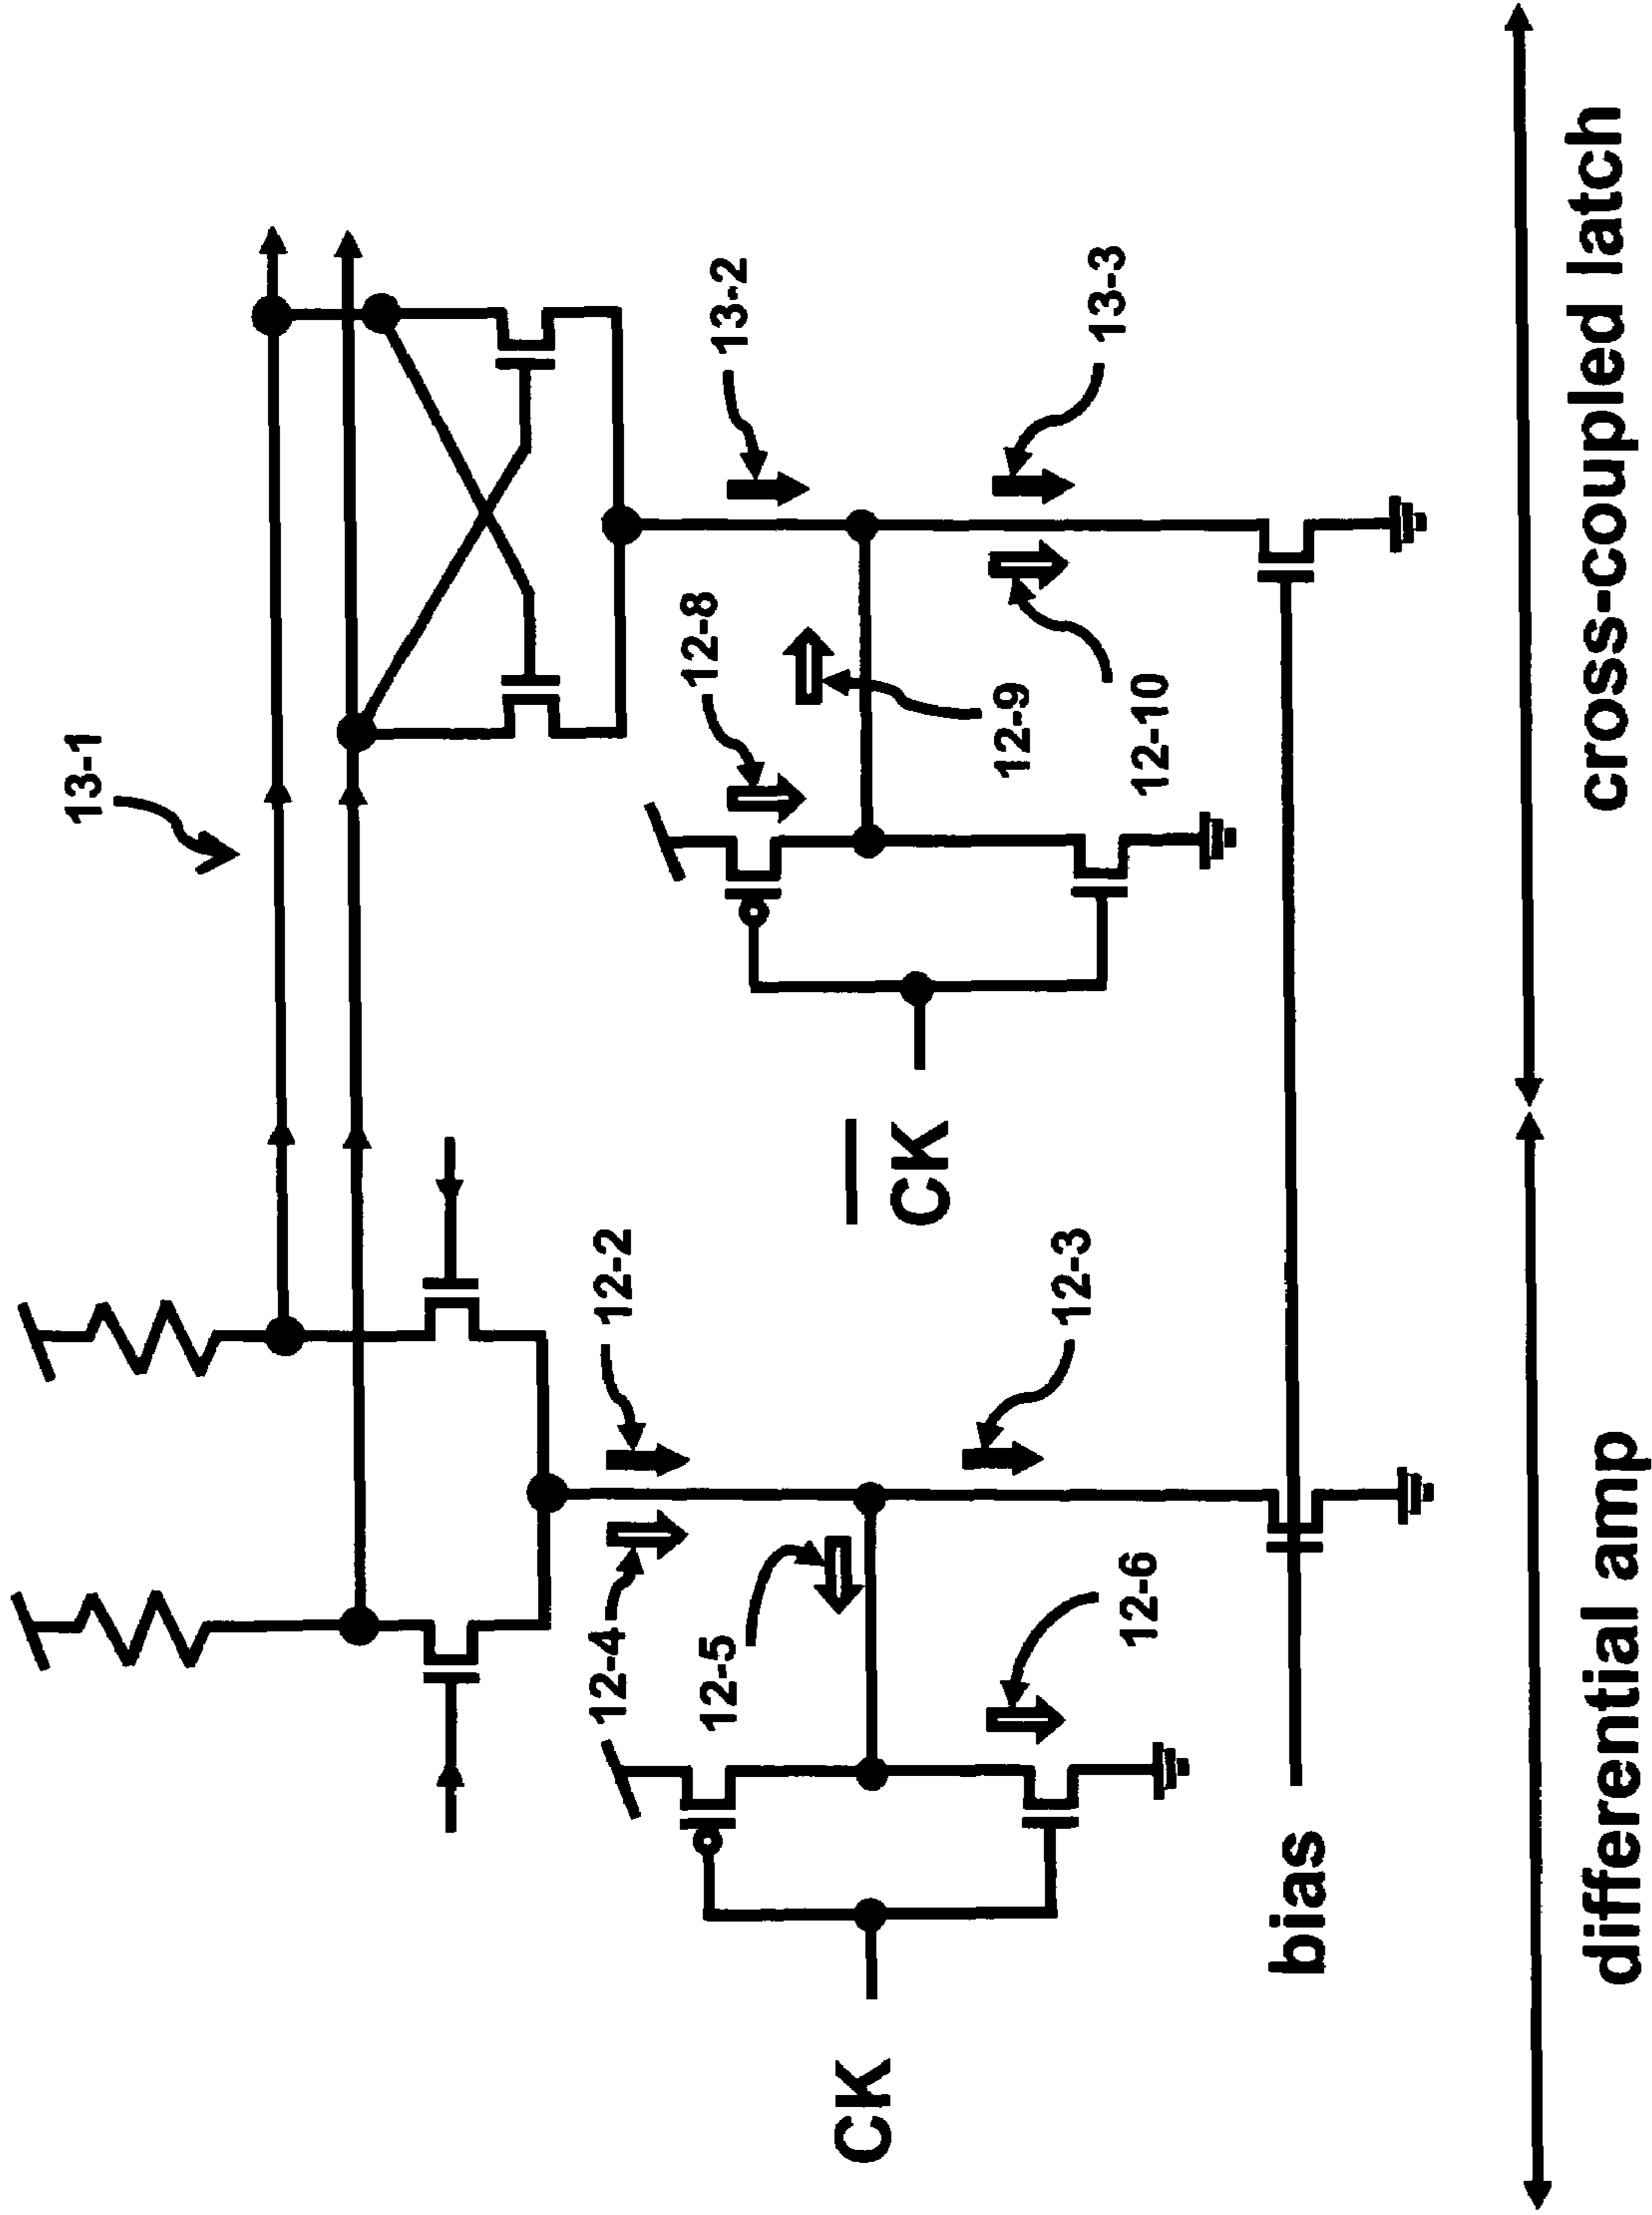 13-1
12-2
12-4
12-8
13-2
12-5
CK
CK
12-9
12-3
12-6
12-10
13-3
bias
differential amp
cross-coupled latch